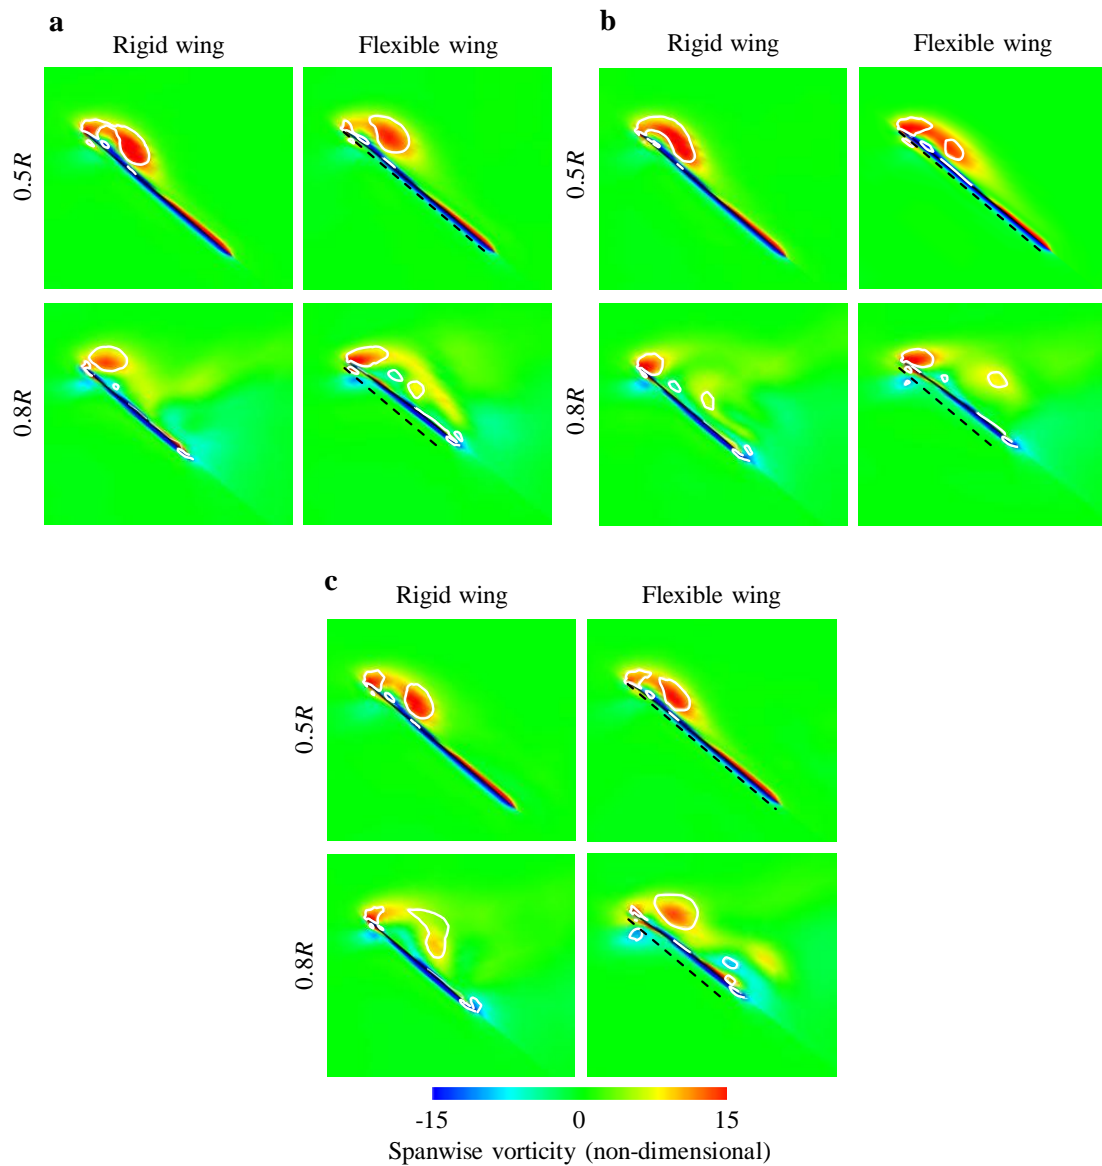 a
Rigid wing
Flexible wing
0.5R
0.8R
b
Rigid wing
Flexible wing
0.5R
0.8R
c
Rigid wing
Flexible wing
0.5R
0.8R
-15
0
15
Spanwise vorticity (non-dimensional)